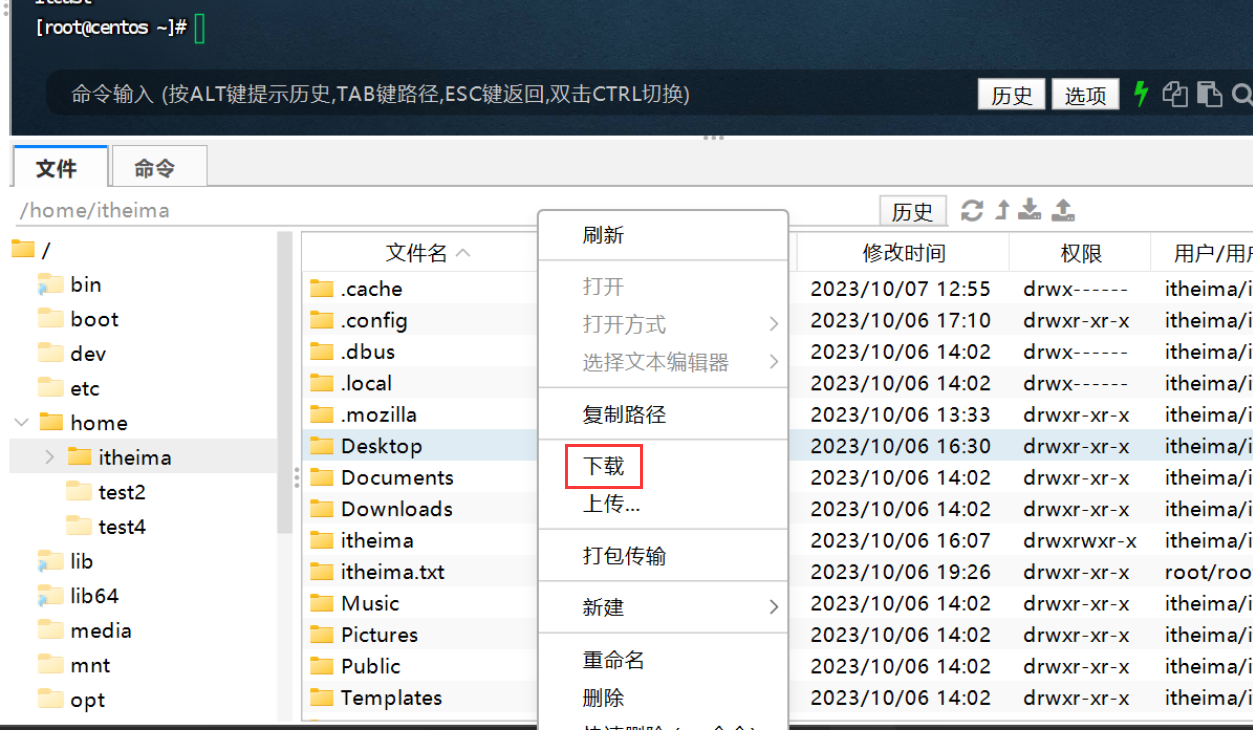 [root@centos ~]#
命令输入 (按ALT键提示历史,TAB键路径,ESC键返回,双击CTRL切换)
历史 选项
文件 命令
/home/itheima
历史
/
bin
boot
dev
etc
home
itheima
test2
test4
lib
lib64
media
mnt
opt
文件名 修改时间 权限 用户/用户
.cache 2023/10/07 12:55 drwx------ itheima/i
.config 2023/10/06 17:10 drwxr-xr-x itheima/i
.dbus 2023/10/06 14:02 drwx------ itheima/i
.local 2023/10/06 14:02 drwx------ itheima/i
.mozilla 2023/10/06 13:33 drwxr-xr-x itheima/i
Desktop 2023/10/06 16:30 drwxr-xr-x itheima/i
Documents 2023/10/06 14:02 drwxr-xr-x itheima/i
Downloads 2023/10/06 14:02 drwxr-xr-x itheima/i
itheima 2023/10/06 16:07 drwxrwxr-x itheima/i
itheima.txt 2023/10/06 19:26 drwxr-xr-x root/roo
Music 2023/10/06 14:02 drwxr-xr-x itheima/i
Pictures 2023/10/06 14:02 drwxr-xr-x itheima/i
Public 2023/10/06 14:02 drwxr-xr-x itheima/i
Templates 2023/10/06 14:02 drwxr-xr-x itheima/i
刷新
打开
打开方式
选择文本编辑器
复制路径
下载
上传...
打包传输
新建
重命名
删除